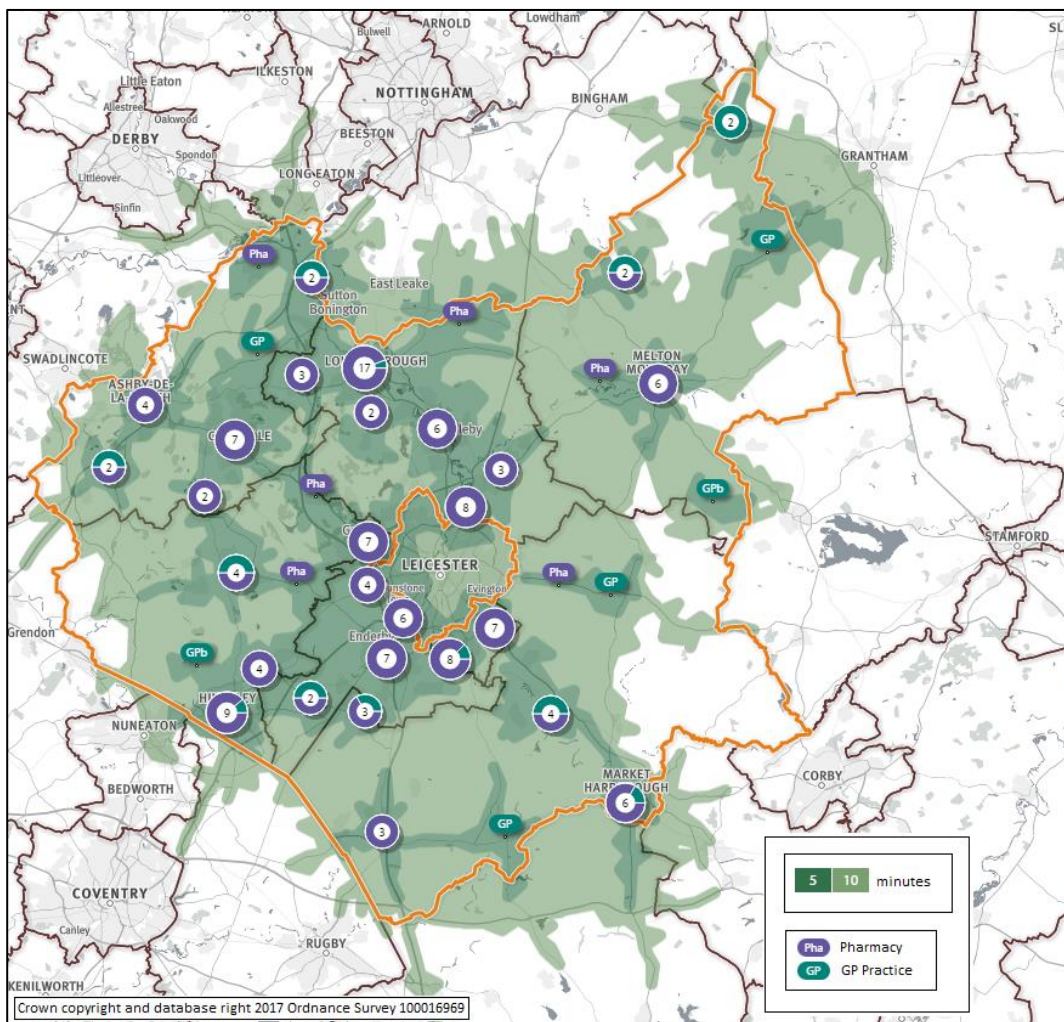 ARNOLD
Lowdham
Bulwell
ILKESTON
Little Eaton
NOTTINGHAM
BINGHAM
Allestree
Oakwood
DERBY
BEESTON
Spondon
Littleover
LONG EATON
GRANTHAM
Sinfin
2
GP
Pha
2
2
East Leake
Sutton
Bonington
Pha
GP
SWADLINCOTE
17
3
MELTON
Pha
6
ASHBY-DE-
4
2
6
7
3
2
GPb
2
Pha
8
STAMFORD
7
LEICESTER
4
Pha
4
Evington
Pha
GP
Grendon
6
7
Enderby
GPb
4
7
8
2
9
3
4
NUNEATON
MARKET
CORBY
BEDWORTH
6
GP
3
5 10 minutes
COVENTRY
Canley
RUGBY
Pha Pharmacy
GP GP Practice
KENILWORTH
Crown copyright and database right 2017 Ordnance Survey 100016969